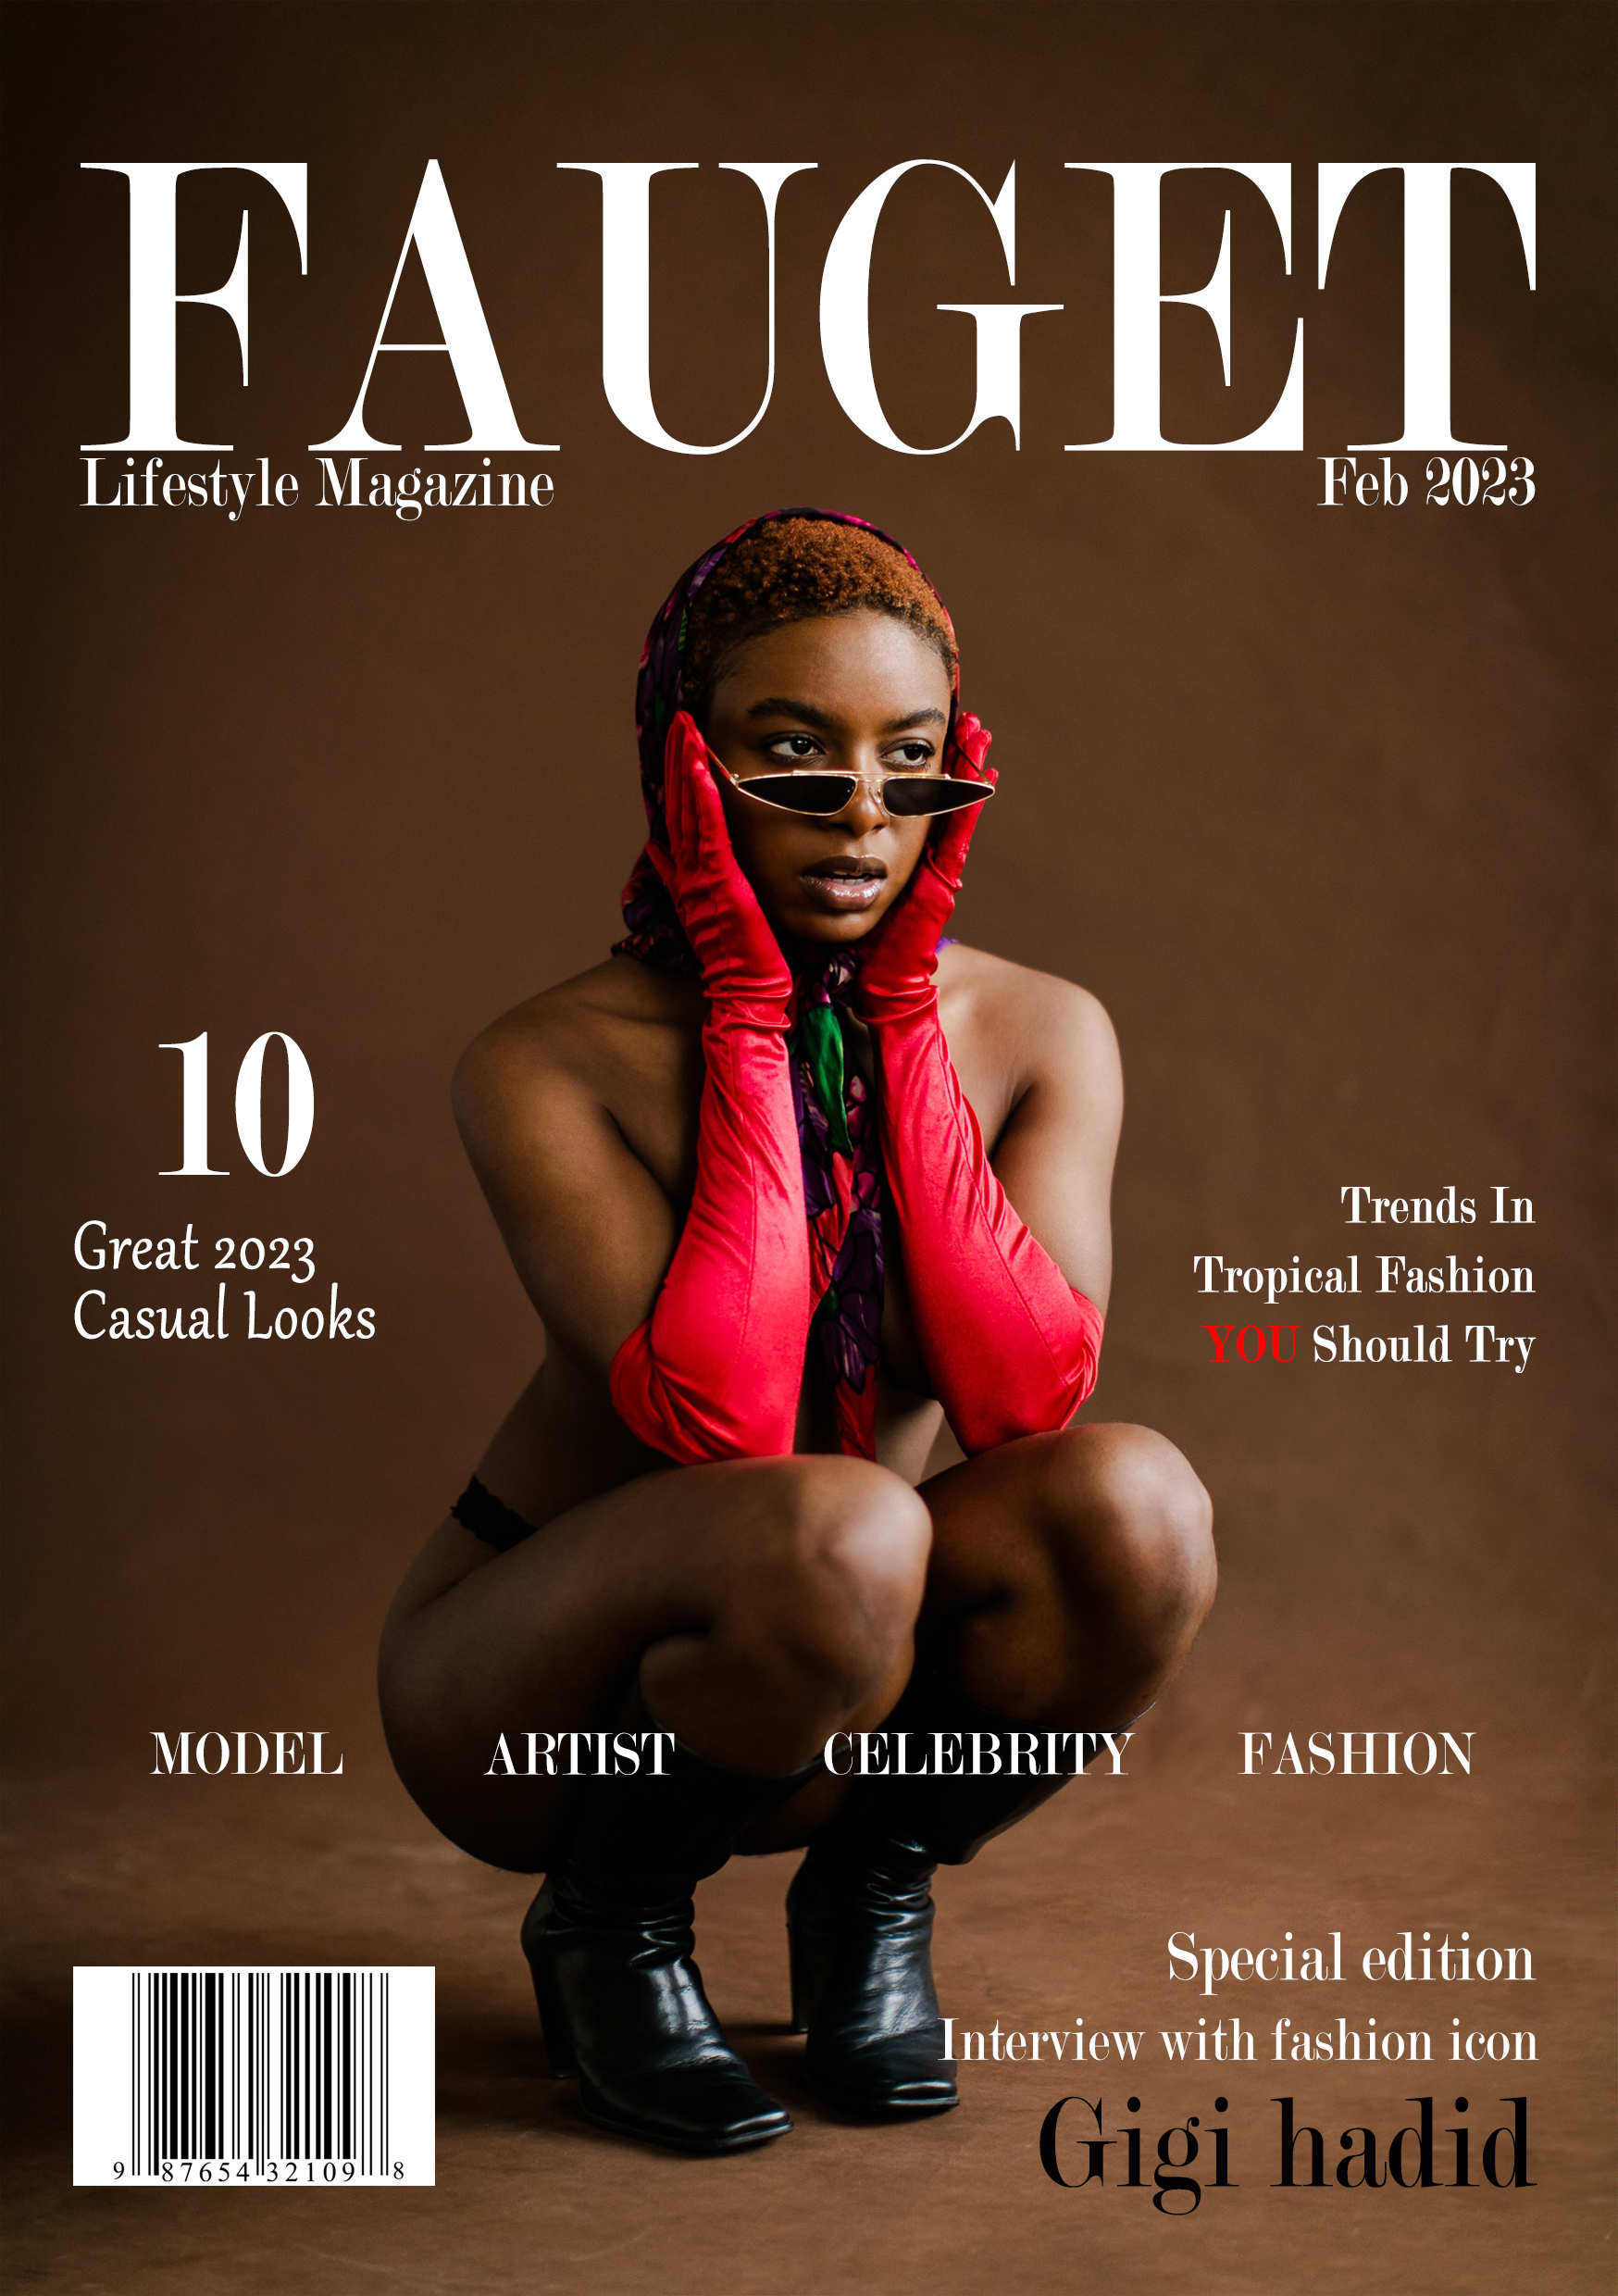 FAUGET
Lifestyle Magazine
Feb 2023
10
Great 2023
Casual Looks
Trends In
Tropical Fashion
YOU Should Try
MODEL ARTIST CELEBRITY FASHION
Special edition
Interview with fashion icon
Gigi hadid
9 87654 32109 8